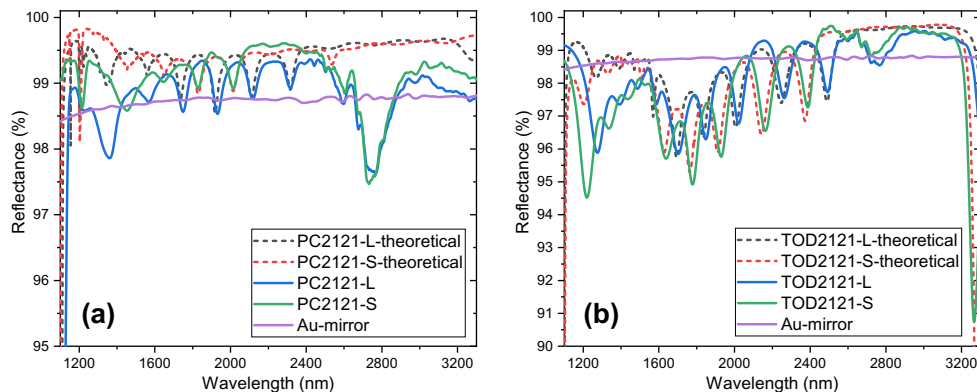 100
99
98
97
96
95
Reflectance (%)
1200
1600
2000
2400
2800
3200
Wavelength (nm)
PC2121-L-theoretical
PC2121-S-theoretical
PC2121-L
PC2121-S
Au-mirror
(a)
100
99
98
97
96
95
94
93
92
91
90
Reflectance (%)
1200
1600
2000
2400
2800
3200
Wavelength (nm)
TOD2121-L-theoretical
TOD2121-S-theoretical
TOD2121-L
TOD2121-S
Au-mirror
(b)